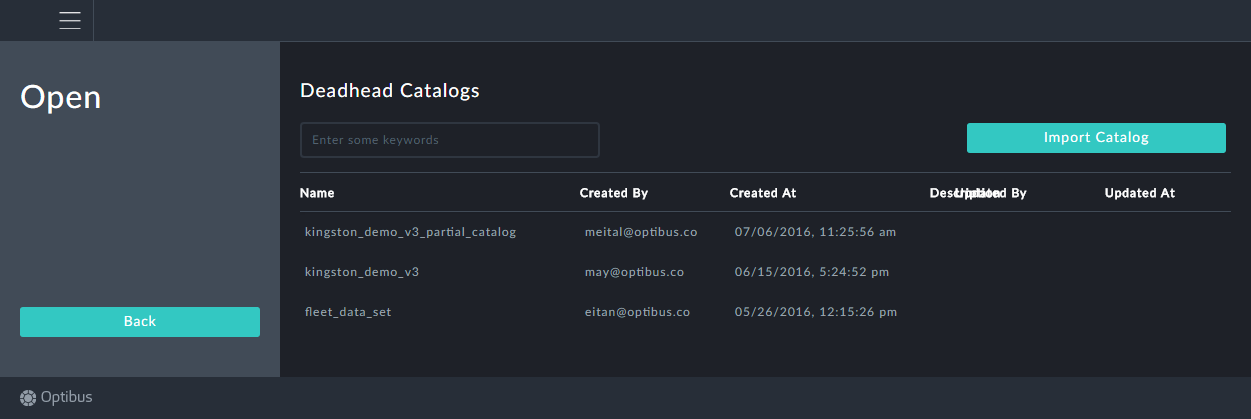 Open
Back
Deadhead Catalogs
Enter some keywords
Import Catalog
Name Created By Created At Description Updated By Updated At
kingston_demo_v3_partial_catalog meital@optibus.co 07/06/2016, 11:25:56 am
kingston_demo_v3 may@optibus.co 06/15/2016, 5:24:52 pm
fleet_data_set eitan@optibus.co 05/26/2016, 12:15:26 pm
Optibus